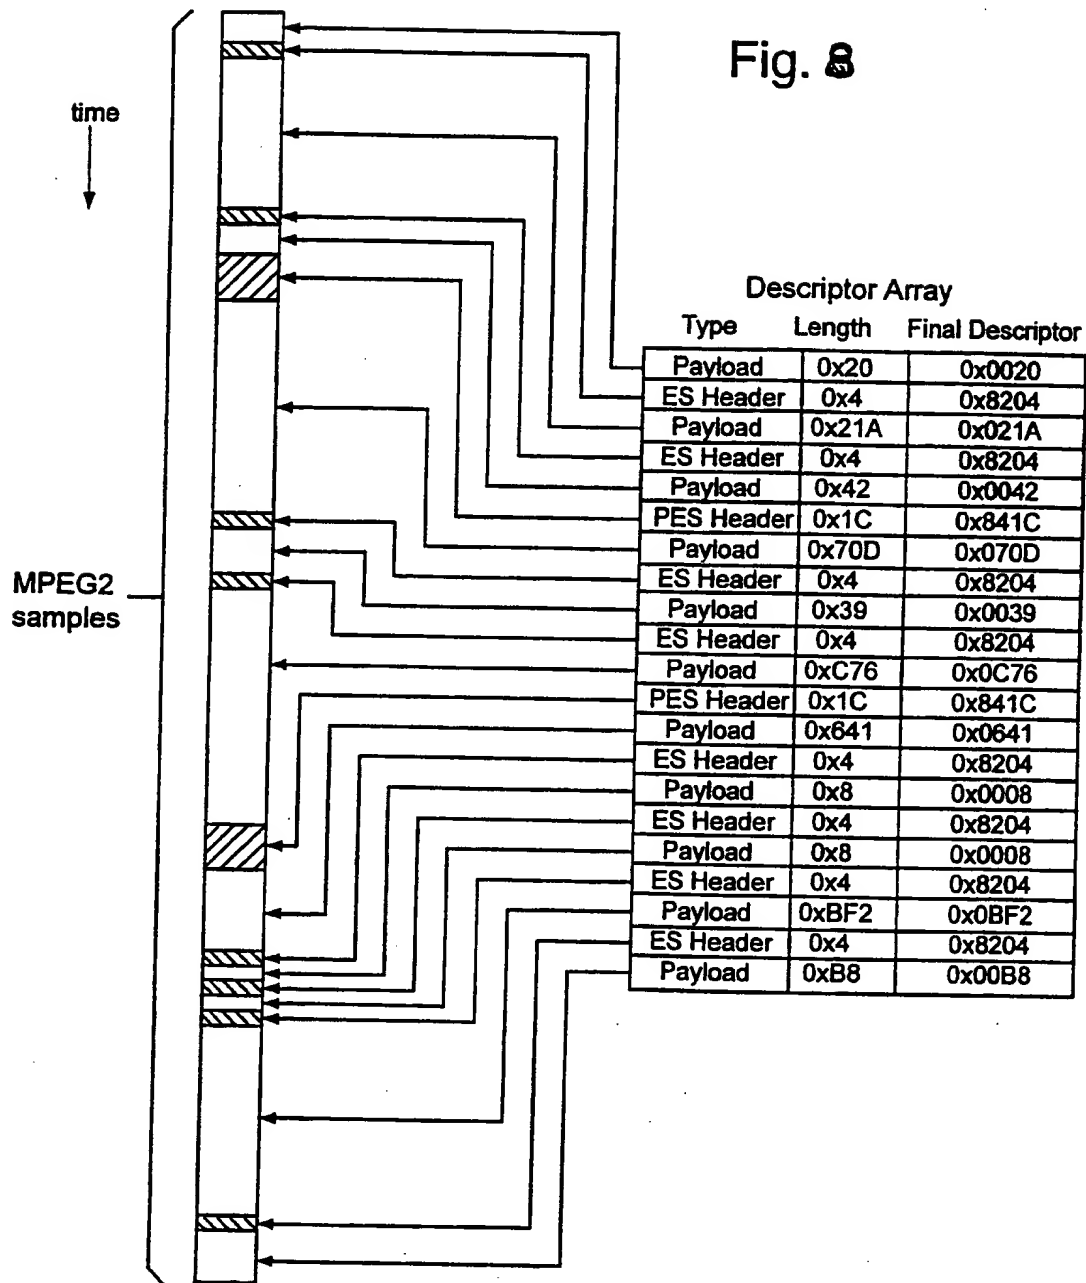 Fig. 8
time
MPEG2
samples
Descriptor Array
Type Length Final Descriptor
Payload 0x20 0x0020
ES Header 0x4 0x8204
Payload 0x21A 0x021A
ES Header 0x4 0x8204
Payload 0x42 0x0042
PES Header 0x1C 0x841C
Payload 0x70D 0x070D
ES Header 0x4 0x8204
Payload 0x39 0x0039
ES Header 0x4 0x8204
Payload 0xC76 0x0C76
PES Header 0x1C 0x841C
Payload 0x641 0x0641
ES Header 0x4 0x8204
Payload 0x8 0x0008
ES Header 0x4 0x8204
Payload 0x8 0x0008
ES Header 0x4 0x8204
Payload 0xBF2 0x0BF2
ES Header 0x4 0x8204
Payload 0xB8 0x00B8